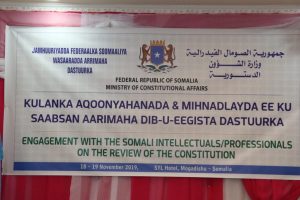 JAMHUURIYADDA FEDERAALKA SOOMAALIYA
WASAARADDA ARRIMAHA
DASTUURKA
جمهورية الصومال الفيدرالية
وزارة الشؤون
الدستورية
FEDERAL REPUBLIC OF SOMALIA
MINISTRY OF CONSTITUTIONAL AFFAIRS
KULANKA AQOONYAHANADA & MIHNADLAYDA EE KU
SAABSAN AARIMAHA DIB-U-EEGISTA DASTUURKA
ENGAGEMENT WITH THE SOMALI INTELLECTUALS/PROFESSIONALS
ON THE REVIEW OF THE CONSTITUTION
18 - 19 November 2019, SYL Hotel, Mogadishu - Somalia